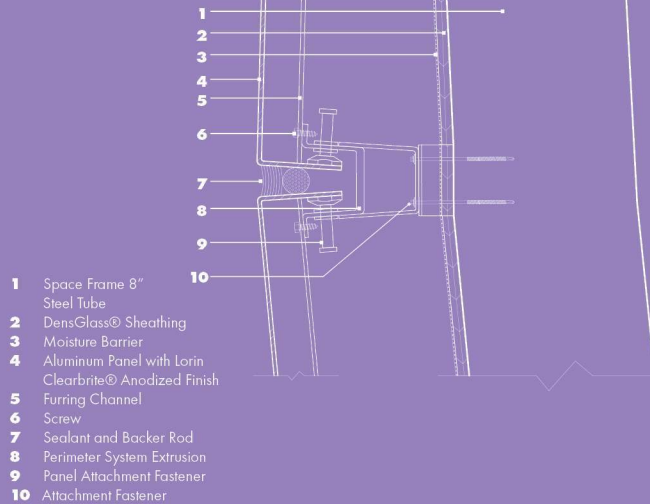 1
2
3
4
5
6
7
8
9
10
1 Space Frame 8"
Steel Tube
2 DensGlass® Sheathing
3 Moisture Barrier
4 Aluminum Panel with Lorin
Clearbrite® Anodized Finish
5 Furring Channel
6 Screw
7 Sealant and Backer Rod
8 Perimeter System Extrusion
9 Panel Attachment Fastener
10 Attachment Fastener